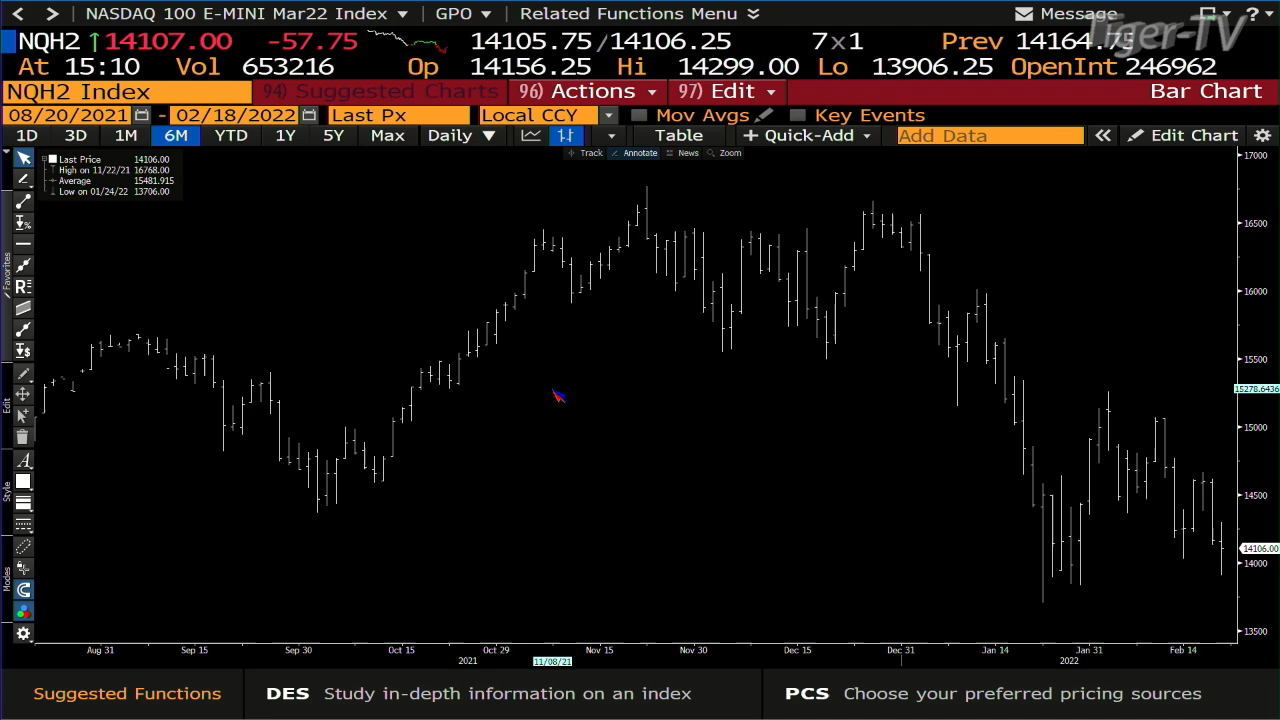 NASDAQ 100 E-MINI Mar22 Index GPO Related Functions Menu Message ?
Tiger-TV
NQH2 ↑14107.00 -57.75 14105.75/14106.25 7x1 Prev 14164.75
At 15:10 Vol 653216 Op 14156.25 Hi 14299.00 Lo 13906.25 OpenInt 246962
NQH2 Index 94) Suggested Charts 96) Actions 97) Edit Bar Chart
08/20/2021 - 02/18/2022 Last Px Local CCY Mov Avgs Key Events
1D 3D 1M 6M YTD 1Y 5Y Max Daily ▼ Table + Quick-Add Add Data « Edit Chart
Track Annotate News Zoom
Last Price 14106.00
High on 11/22/21 16768.00
Average 15481.915
Low on 01/24/22 13706.00
17000
16500
16000
15500
15278.6436
15000
14500
14106.00
14000
13500
Favorites
Edit
Style
Modes
Aug 31 Sep 15 Sep 30 Oct 15 Oct 29 Nov 15 Nov 30 Dec 15 Dec 31 Jan 14 Jan 31 Feb 14
2021 11/08/21 2022
Suggested Functions DES Study in-depth information on an index PCS Choose your preferred pricing sources